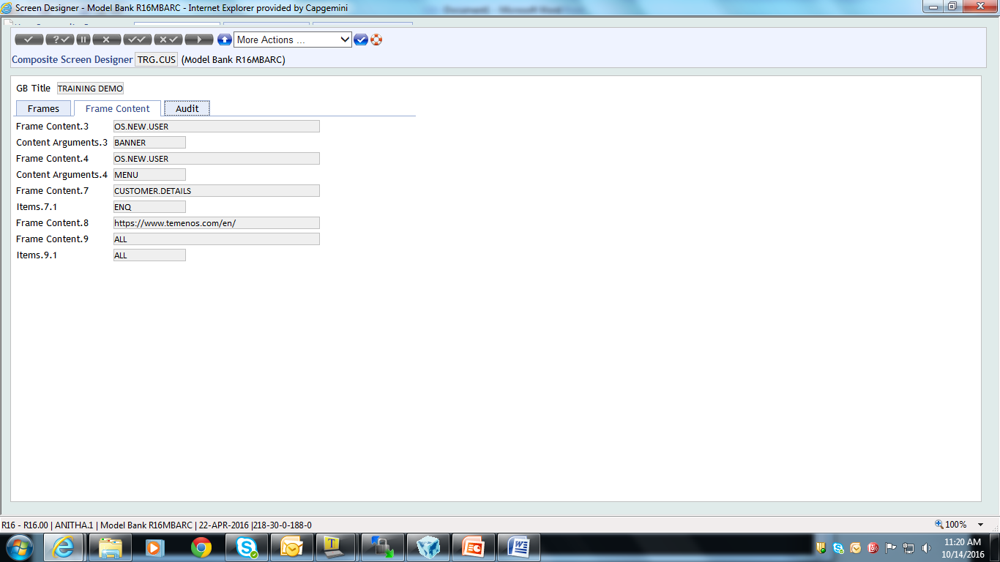 Screen Designer - Model Bank R16MBARC - Internet Explorer provided by Capgemini
More Actions ...
Composite Screen Designer TRG.CUS (Model Bank R16MBARC)
GB Title TRAINING DEMO
Frames Frame Content Audit
Frame Content.3 OS.NEW.USER
Content Arguments.3 BANNER
Frame Content.4 OS.NEW.USER
Content Arguments.4 MENU
Frame Content.7 CUSTOMER.DETAILS
Items.7.1 ENQ
Frame Content.8 https://www.temenos.com/en/
Frame Content.9 ALL
Items.9.1 ALL
R16 - R16.00 | ANITHA.1 | Model Bank R16MBARC | 22-APR-2016 |218-30-0-188-0
100%
11:20 AM
10/14/2016